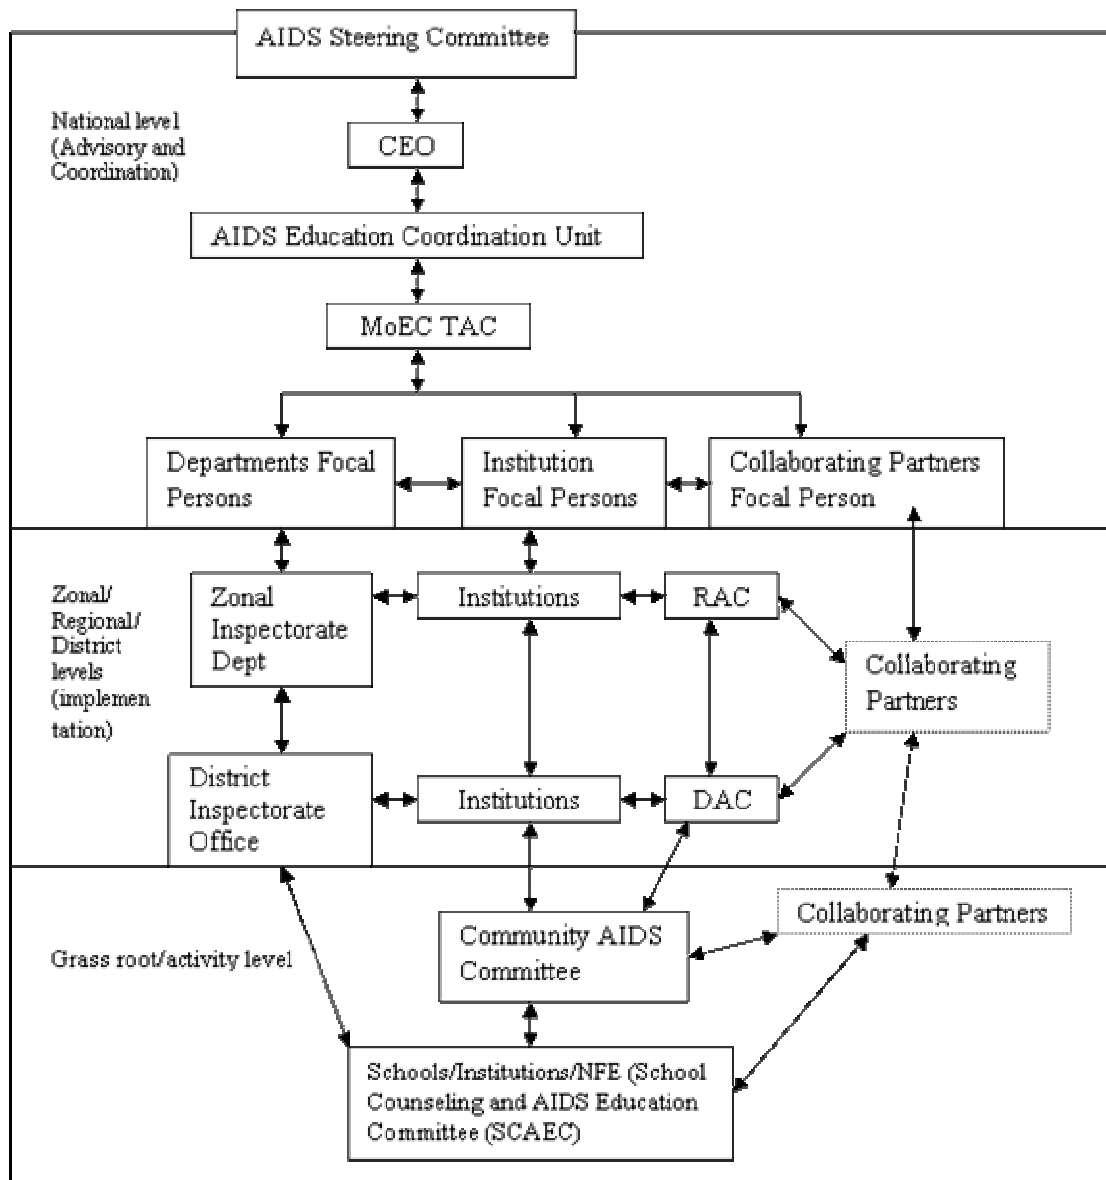 AIDS Steering Committee
National level
(Advisory and
Coordination)
CEO
AIDS Education Coordination Unit
MoEC TAC
Departments Focal
Persons
Institution
Focal Persons
Collaborating Partners
Focal Person
Zonal/
Regional/
District
levels
(implemen
tation)
Zonal
Inspectorate
Dept
Institutions
RAC
Collaborating
Partners
District
Inspectorate
Office
Institutions
DAC
Collaborating Partners
Community AIDS
Committee
Grass root/activity level
Schools/Institutions/NFE (School
Counseling and AIDS Education
Committee (SCAEC)